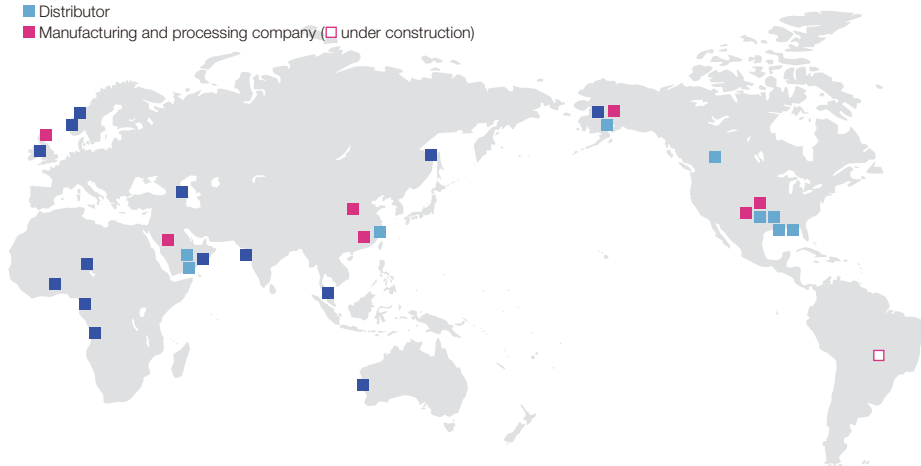 Distributor
Manufacturing and processing company (□ under construction)